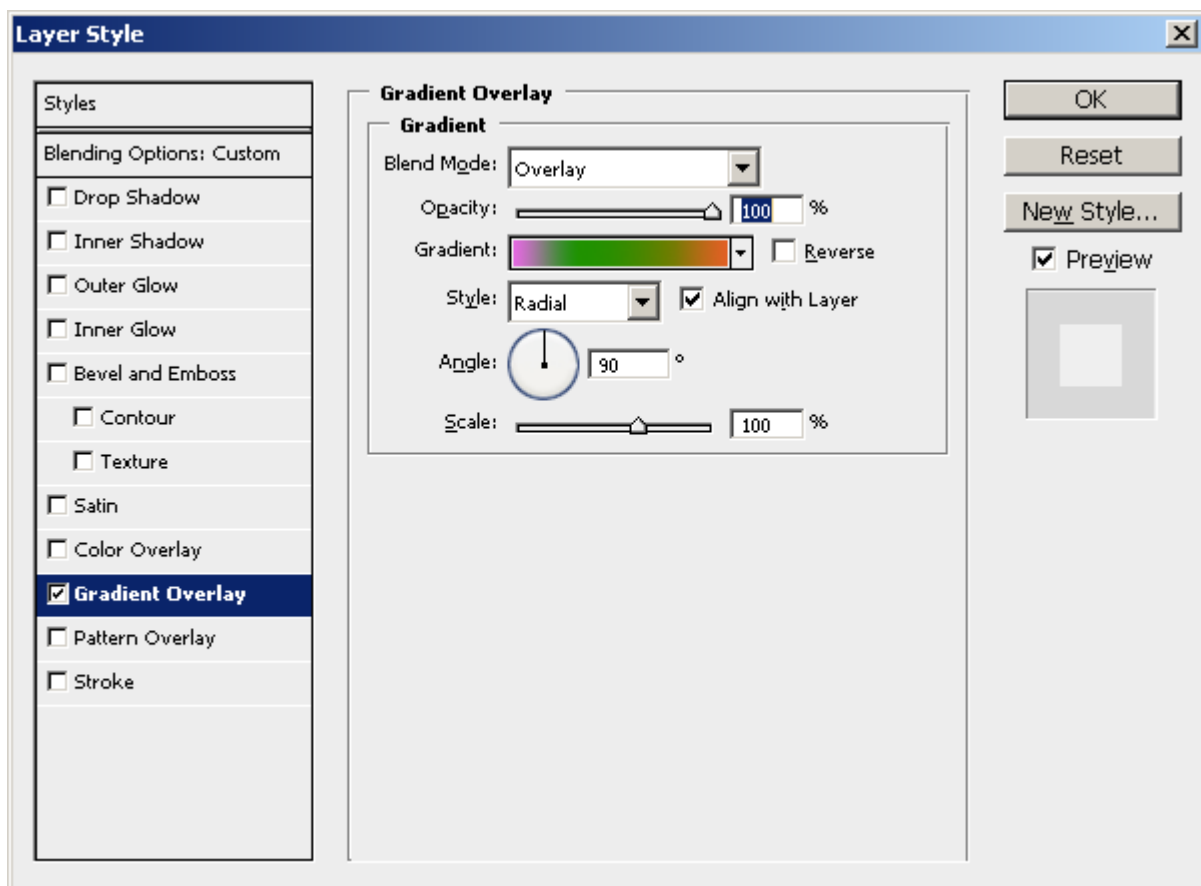 Layer Style
Styles
Blending Options: Custom
Drop Shadow
Inner Shadow
Outer Glow
Inner Glow
Bevel and Emboss
Contour
Texture
Satin
Color Overlay
Gradient Overlay
Pattern Overlay
Stroke
Gradient Overlay
Gradient
Blend Mode: Overlay
Opacity: 100 %
Gradient: Reverse
Style: Radial Align with Layer
Angle: 90 °
Scale: 100 %
OK
Reset
New Style...
Preview